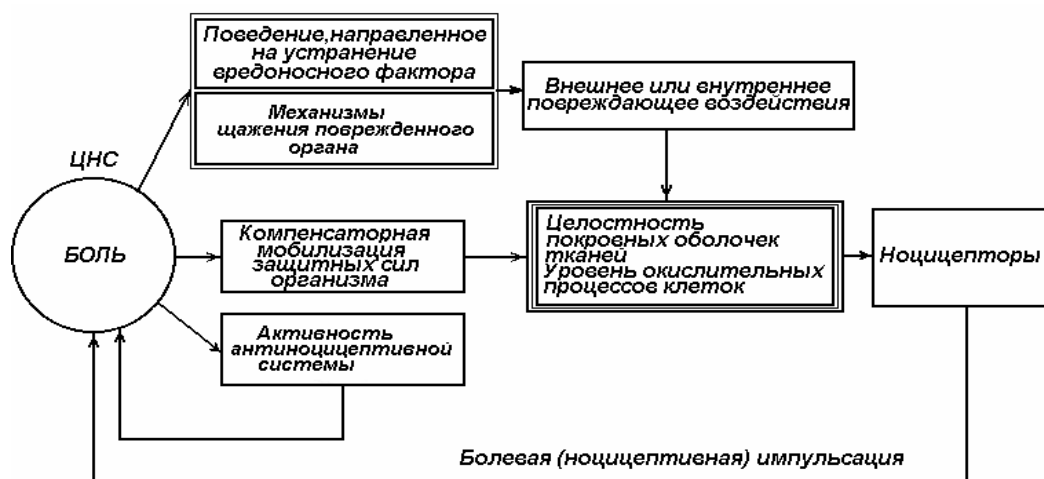 Поведение,направленное
на устранение
вредоносного фактора
Механизмы
щажения поврежденного
органа
Внешнее или внутреннее
повреждающее воздействия
ЦНС
БОЛЬ
Компенсаторная
мобилизация
защитных сил
организма
Целостность
покровных оболочек
тканей
Уровень окислительных
процессов клеток
Ноцицепторы
Активность
антиноцицептивной
системы
Болевая (ноцицептивная) импульсация